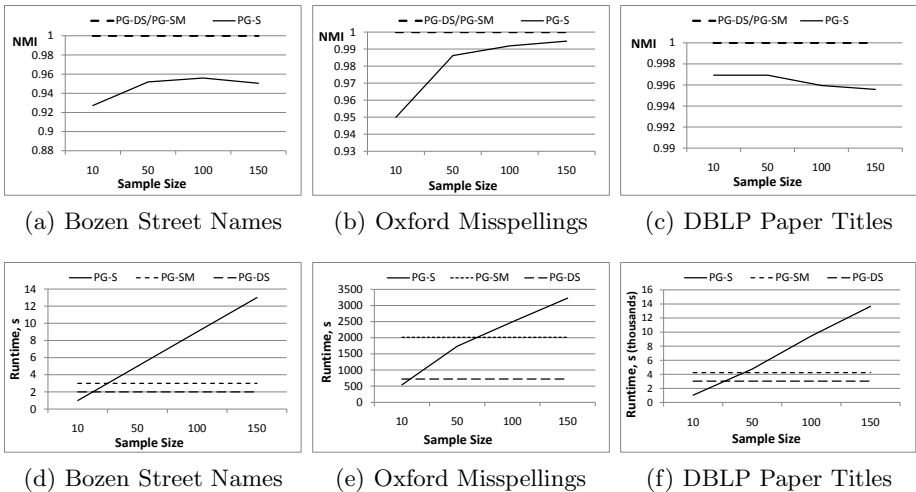 PG-DS/PG-SM PG-S
NMI
1
0.96
0.92
0.9
0.88
10 50 100 150
Sample Size
(a) Bozen Street Names
PG-DS/PG-SM PG-S
NMI
1
0.99
0.98
0.97
0.96
0.95
0.94
0.93
10 50 100 150
Sample Size
(b) Oxford Misspellings
PG-DS/PG-SM PG-S
NMI
1
0.998
0.996
0.994
0.992
0.99
10 50 100 150
Sample Size
(c) DBLP Paper Titles
PG-S PG-SM PG-DS
Runtime, s
14
12
10
8
6
4
2
0
10 50 100 150
Sample Size
(d) Bozen Street Names
PG-S PG-SM PG-DS
Runtime, s
3500
3000
2500
2000
1500
1000
500
0
10 50 100 150
Sample Size
(e) Oxford Misspellings
PG-S PG-SM PG-DS
Runtime, s (thousands)
16
14
12
10
8
6
4
2
0
10 50 100 150
Sample Size
(f) DBLP Paper Titles